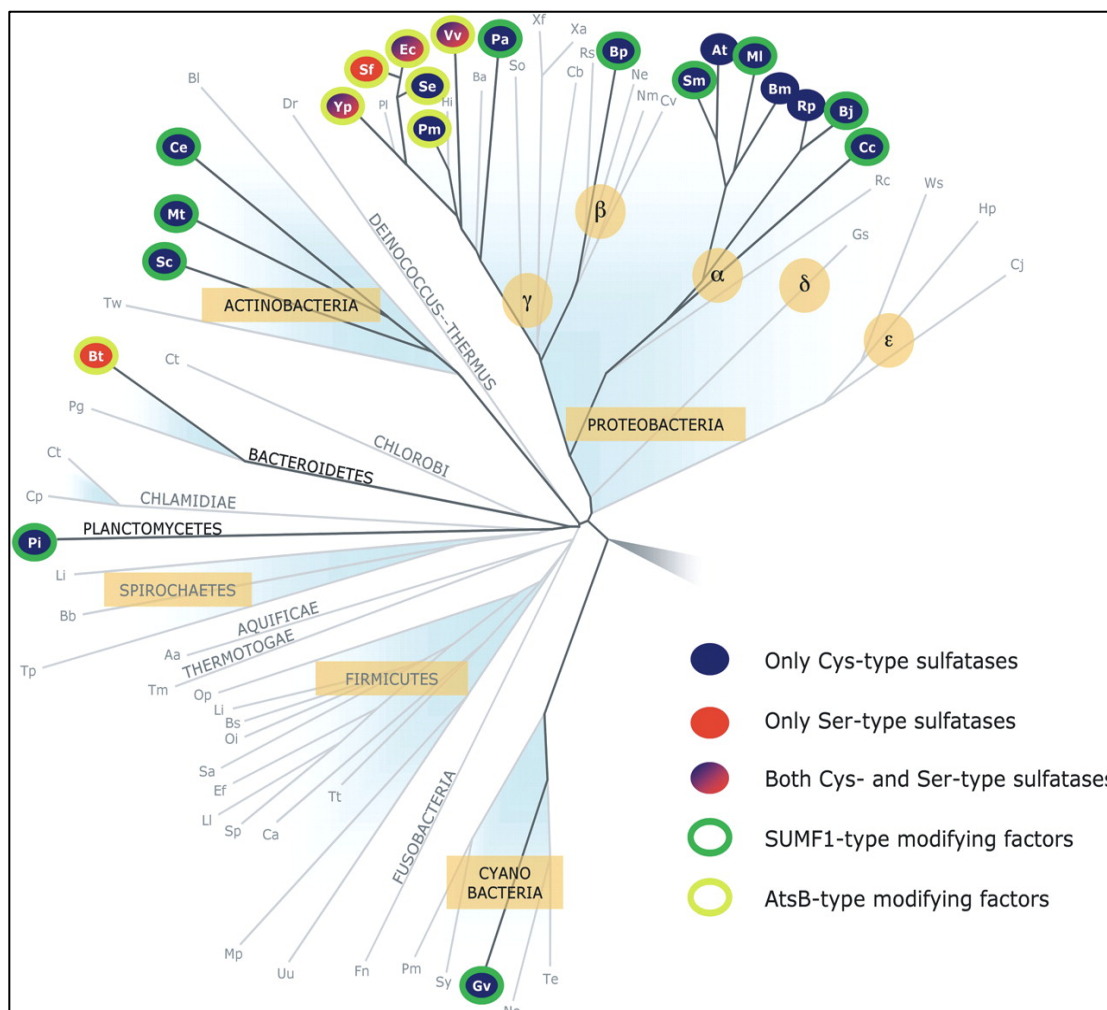 Xf
Xa
Ec
Vv
Pa
So
Rs
Bp
At
Ml
Sf
Se
Ba
Cb
Ne
Sm
Bm
Bl
Dr
Yp
Pl
Hi
Pm
Nm
Cv
Rp
Bj
Ce
Cc
Rc
Ws
Mt
β
Hp
Sc
DEINOCOCCUS--THERMUS
Gs
Cj
ACTINOBACTERIA
γ
α
δ
Tw
ε
Bt
Ct
Pg
PROTEOBACTERIA
BACTEROIDETES
CHLOROBI
Ct
Cp
CHLAMIDIAE
PLANCTOMYCETES
Pi
Li
SPIROCHAETES
Bb
AQUIFICAE
Aa
THERMOTOGAE
Tp
Tm
Op
FIRMICUTES
Li
Bs
Oi
Sa
Ef
Tt
Ll
Sp
Ca
FUSOBACTERIA
CYANO
BACTERIA
Mp
Uu
Fn
Pm
Sy
Gv
Te
Only Cys-type sulfatases
Only Ser-type sulfatases
Both Cys- and Ser-type sulfatases
SUMF1-type modifying factors
AtsB-type modifying factors